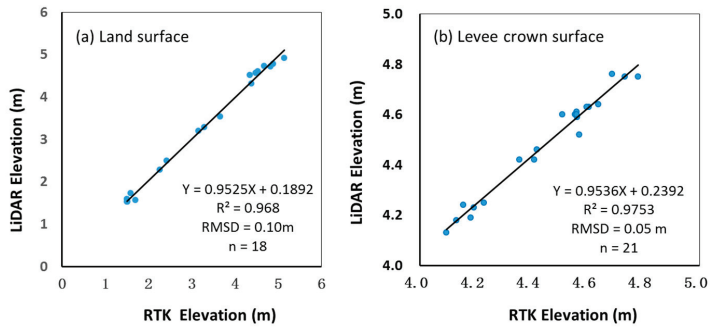 (a) Land surface
LiDAR Elevation (m)
6
5
4
3
2
1
0
Y = 0.9525X + 0.1892
R² = 0.968
RMSD = 0.10m
n = 18
0 1 2 3 4 5 6
RTK Elevation (m)
(b) Levee crown surface
LiDAR Elevation (m)
5.0
4.8
4.6
4.4
4.2
4.0
Y = 0.9536X + 0.2392
R² = 0.9753
RMSD = 0.05 m
n = 21
4.0 4.2 4.4 4.6 4.8 5.0
RTK Elevation (m)